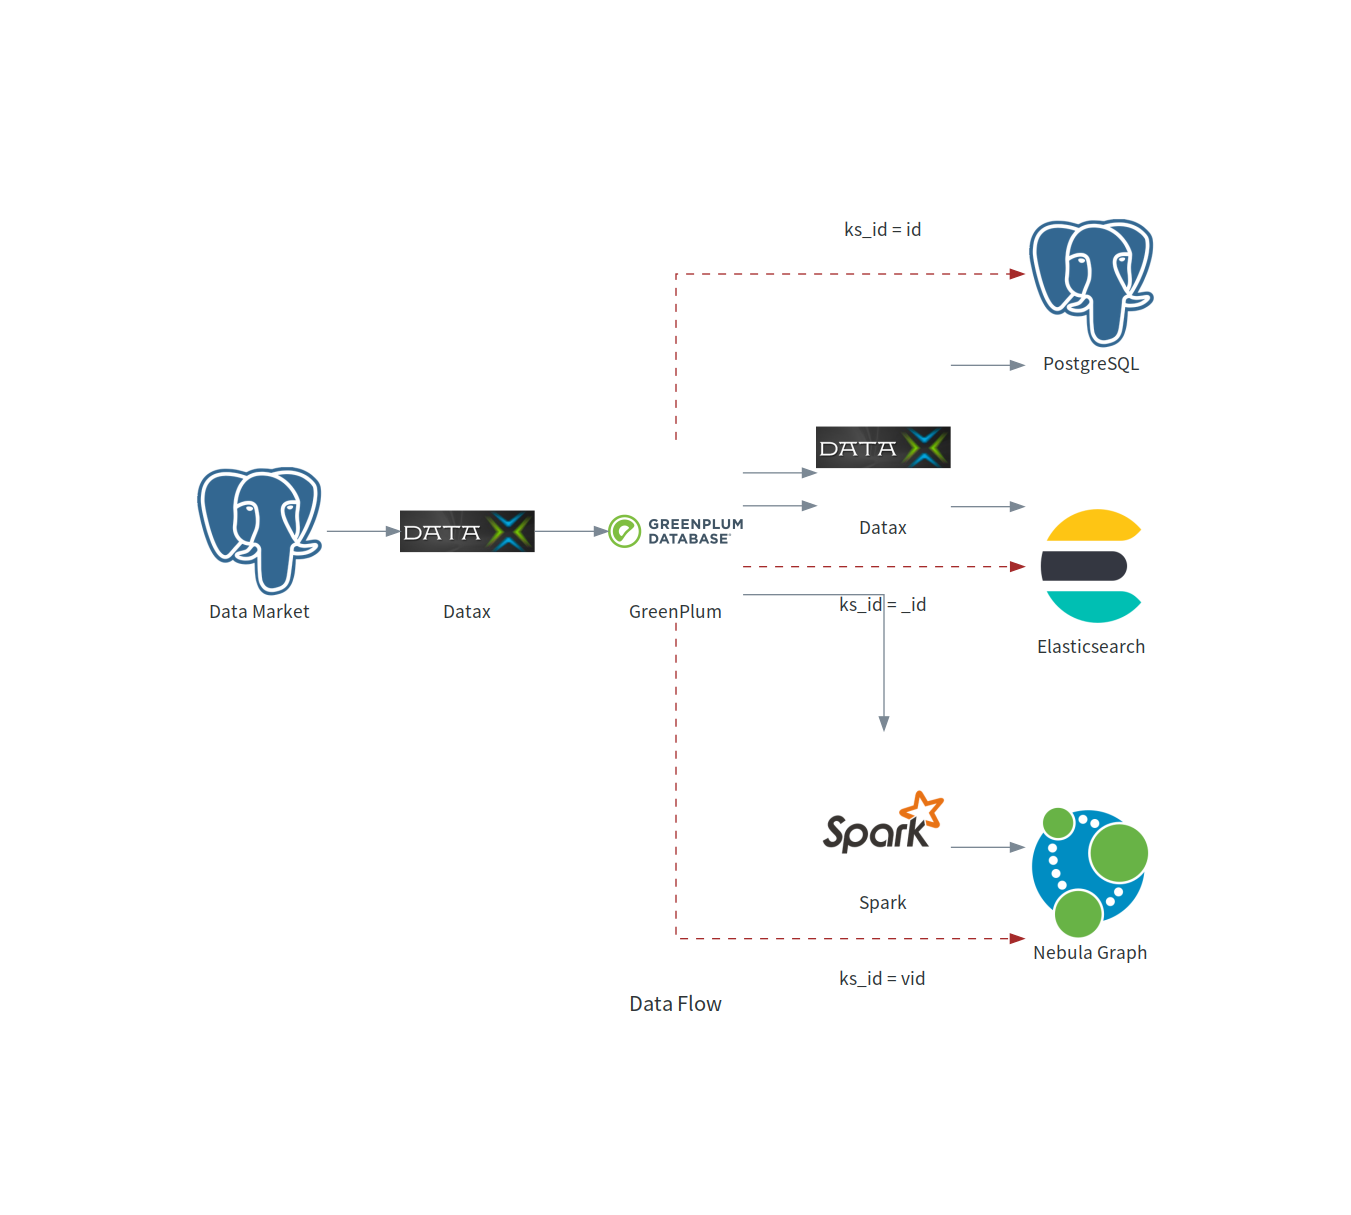 ks_id = id
PostgreSQL
DATA X
Datax
DATA X
GREENPLUM
DATABASE
Data Market
Datax
GreenPlum
ks_id = _id
Elasticsearch
Spark
Spark
Nebula Graph
ks_id = vid
Data Flow